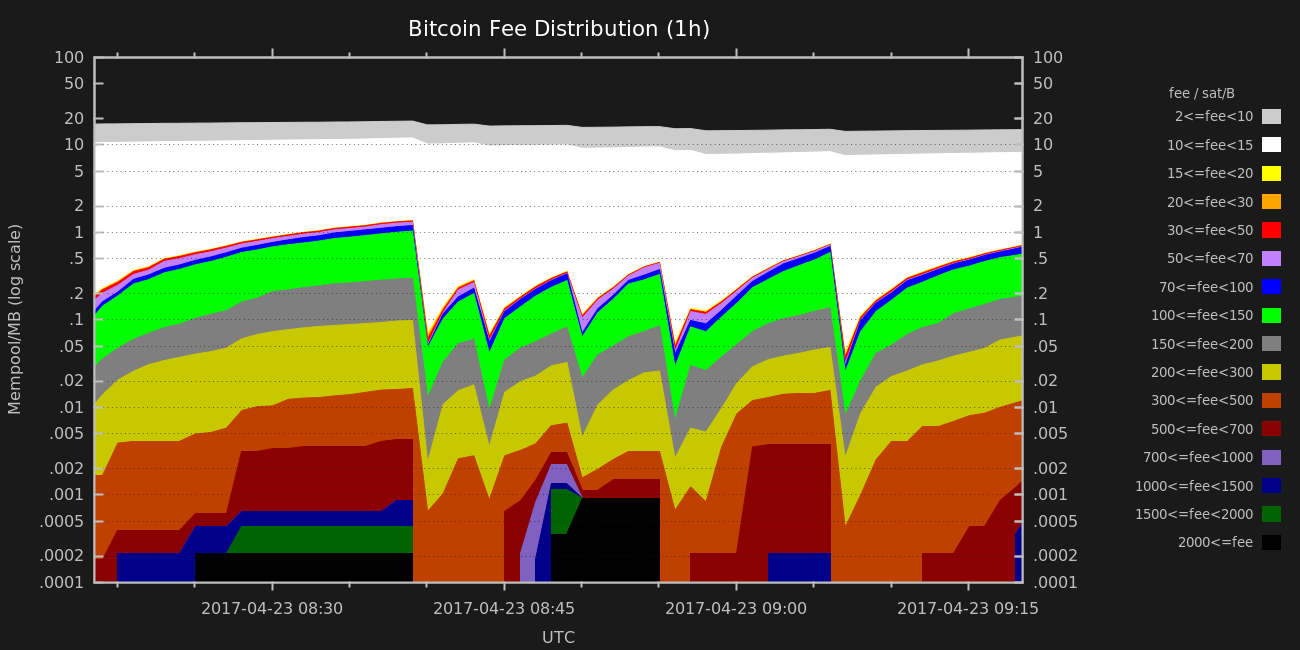 Bitcoin Fee Distribution (1h)
100
50
20
10
5
2
1
.5
.2
.1
.05
.02
.01
.005
.002
.001
.0005
.0002
.0001
Mempool/MB (log scale)
100
50
20
10
5
2
1
.5
.2
.1
.05
.02
.01
.005
.002
.001
.0005
.0002
.0001
fee / sat/B
2<=fee<10
10<=fee<15
15<=fee<20
20<=fee<30
30<=fee<50
50<=fee<70
70<=fee<100
100<=fee<150
150<=fee<200
200<=fee<300
300<=fee<500
500<=fee<700
700<=fee<1000
1000<=fee<1500
1500<=fee<2000
2000<=fee
2017-04-23 08:30
2017-04-23 08:45
2017-04-23 09:00
2017-04-23 09:15
UTC